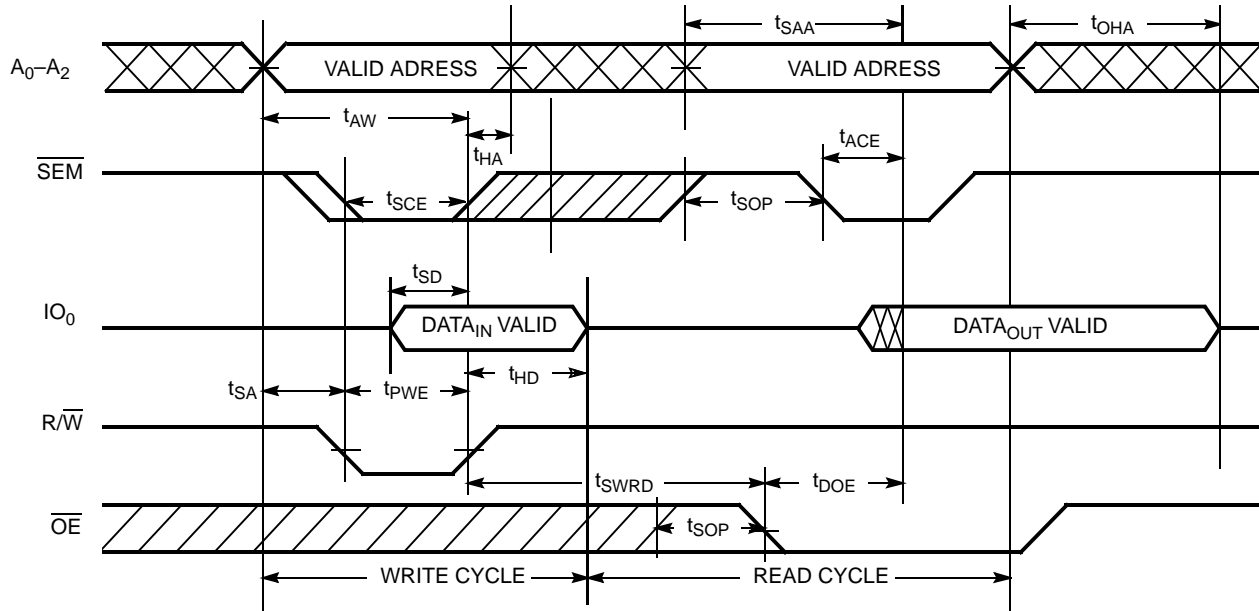 tSAA
tOHA
A0–A2
VALID ADRESS
VALID ADRESS
tAW
tHA
tACE
SEM
tSCE
tSOP
tSD
IO0
DATAIN VALID
DATAOUT VALID
tSA
tPWE
tHD
R/W
tSWRD
tDOE
OE
tSOP
WRITE CYCLE
READ CYCLE